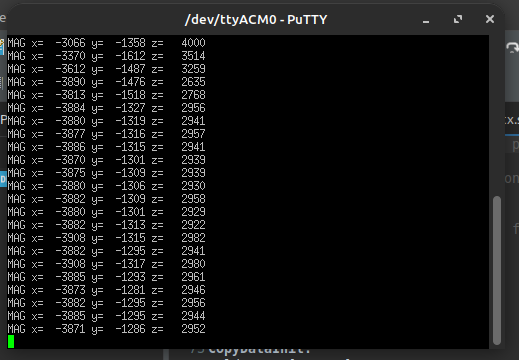 /dev/ttyACM0 - PuTTY
MAG x=  -3066 y=  -1358 z=   4000
MAG x=  -3370 y=  -1612 z=   3514
MAG x=  -3612 y=  -1487 z=   3259
MAG x=  -3890 y=  -1476 z=   2635
MAG x=  -3813 y=  -1518 z=   2768
MAG x=  -3884 y=  -1327 z=   2956
MAG x=  -3880 y=  -1319 z=   2941
MAG x=  -3877 y=  -1316 z=   2957
MAG x=  -3886 y=  -1315 z=   2941
MAG x=  -3870 y=  -1301 z=   2939
MAG x=  -3875 y=  -1309 z=   2939
MAG x=  -3880 y=  -1306 z=   2930
MAG x=  -3882 y=  -1309 z=   2958
MAG x=  -3880 y=  -1301 z=   2929
MAG x=  -3882 y=  -1313 z=   2922
MAG x=  -3908 y=  -1315 z=   2982
MAG x=  -3882 y=  -1295 z=   2941
MAG x=  -3908 y=  -1317 z=   2980
MAG x=  -3885 y=  -1293 z=   2961
MAG x=  -3873 y=  -1281 z=   2946
MAG x=  -3882 y=  -1295 z=   2956
MAG x=  -3885 y=  -1295 z=   2944
MAG x=  -3871 y=  -1286 z=   2952